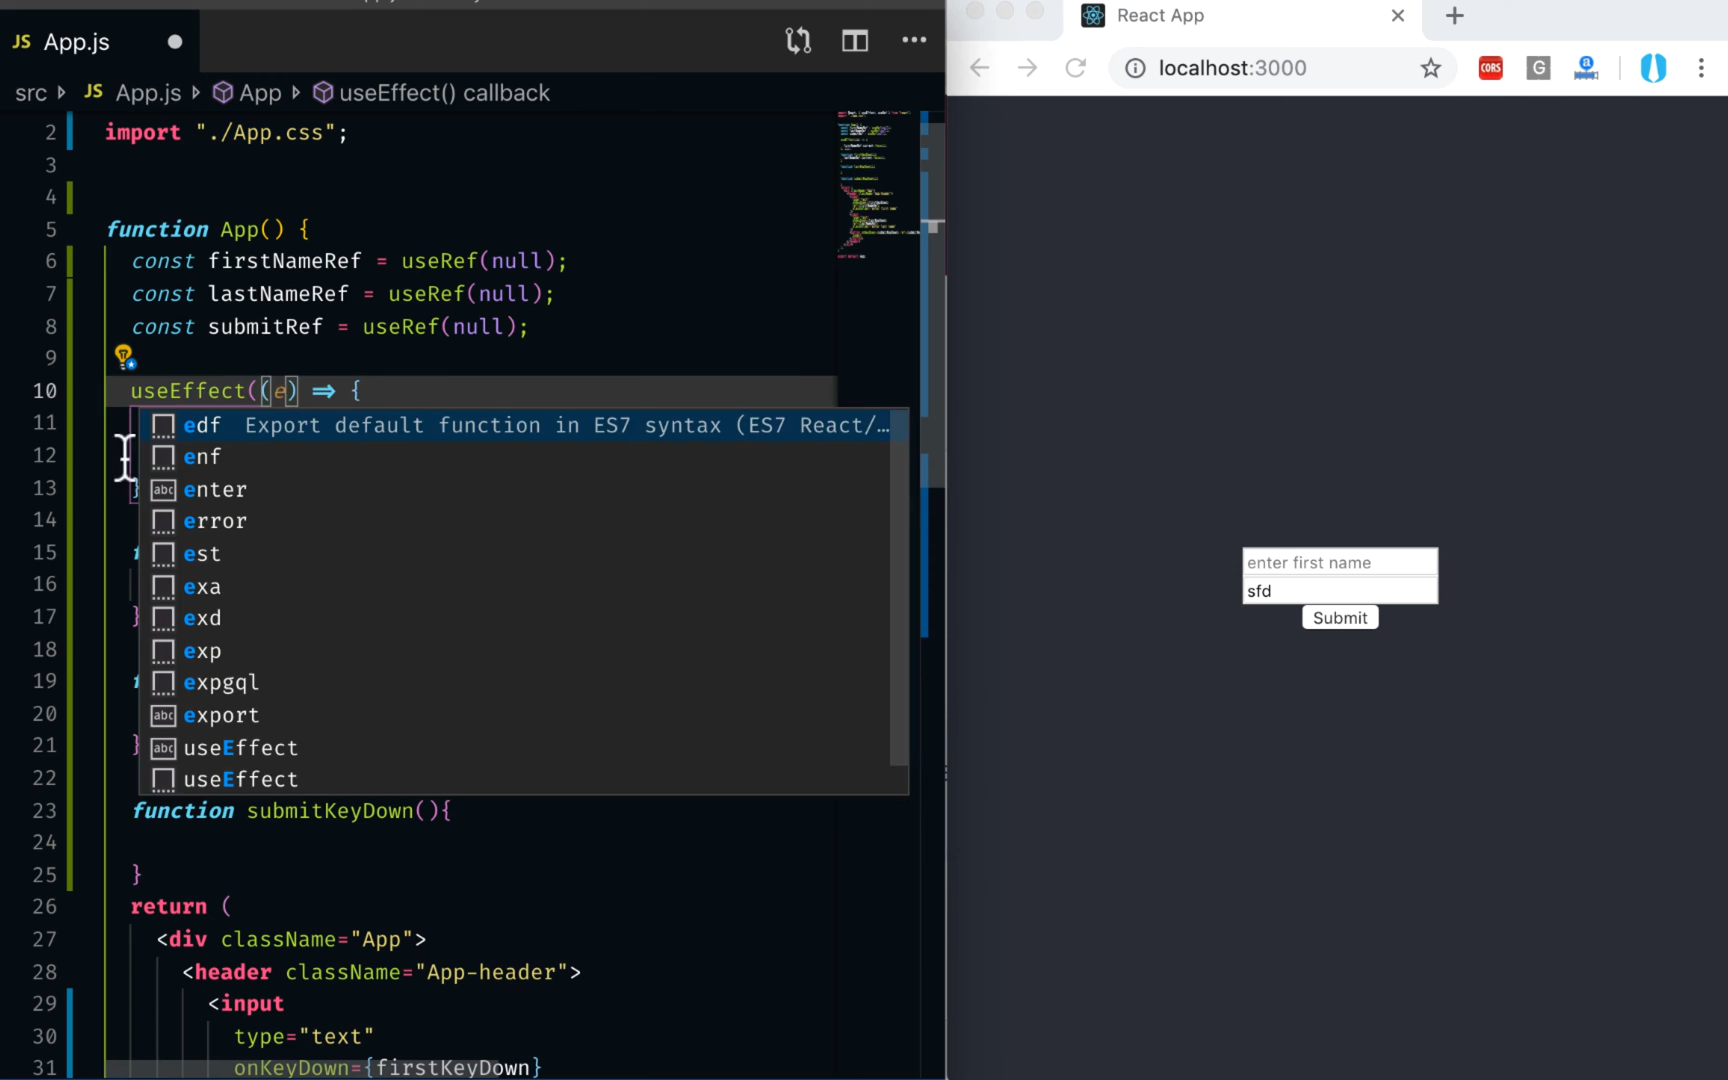 JS App.js
src JS App.js App useEffect() callback
2 import "./App.css";
3
4
5 function App() {
6 const firstNameRef = useRef(null);
7 const lastNameRef = useRef(null);
8 const submitRef = useRef(null);
9
10 useEffect((e) => {
11 edf Export default function in ES7 syntax (ES7 React/…
12 enf
13 } abc enter
14 error
15 est
16 exa
17 } exd
18 exp
19 expgql
20 abc export
21 } abc useEffect
22 useEffect
23 function submitKeyDown(){
24
25 }
26 return (
27 <div className="App">
28 <header className="App-header">
29 <input
30 type="text"
31 onKeyDown={firstKeyDown}
React App
localhost:3000
CORS G a
enter first name
sfd
Submit